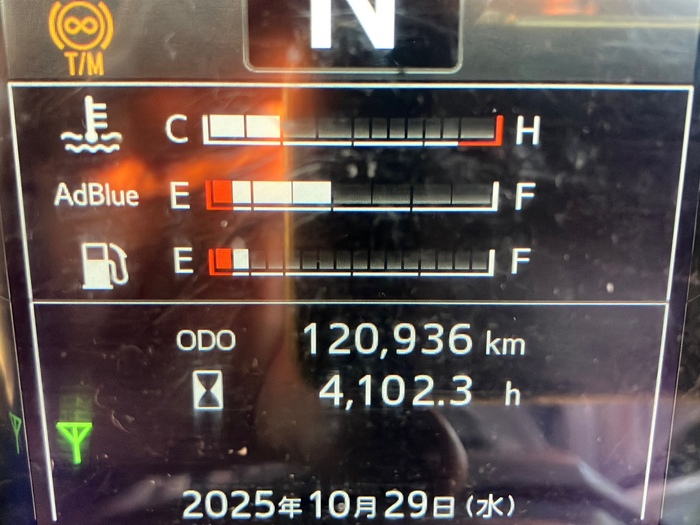 N
T/M
C H
AdBlue E F
E F
ODO 120,936 km
4,102.3 h
2025年10月29日(水)